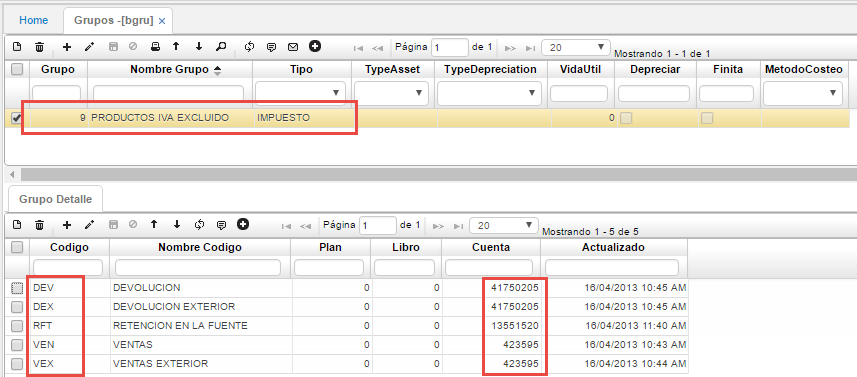 Home Grupos -[bgru] ×
Página 1 de 1 20 Mostrando 1 - 1 de 1
Grupo Nombre Grupo Tipo TypeAsset TypeDepreciation VidaUtil Depreciar Finita MetodoCosteo
9 PRODUCTOS IVA EXCLUIDO IMPUESTO 0
Grupo Detalle
Página 1 de 1 20 Mostrando 1 - 5 de 5
Codigo Nombre Codigo Plan Libro Cuenta Actualizado
DEV DEVOLUCION 0 0 41750205 16/04/2013 10:45 AM
DEX DEVOLUCION EXTERIOR 0 0 41750205 16/04/2013 10:45 AM
RFT RETENCION EN LA FUENTE 0 0 13551520 16/04/2013 11:40 AM
VEN VENTAS 0 0 423595 16/04/2013 10:43 AM
VEX VENTAS EXTERIOR 0 0 423595 16/04/2013 10:44 AM